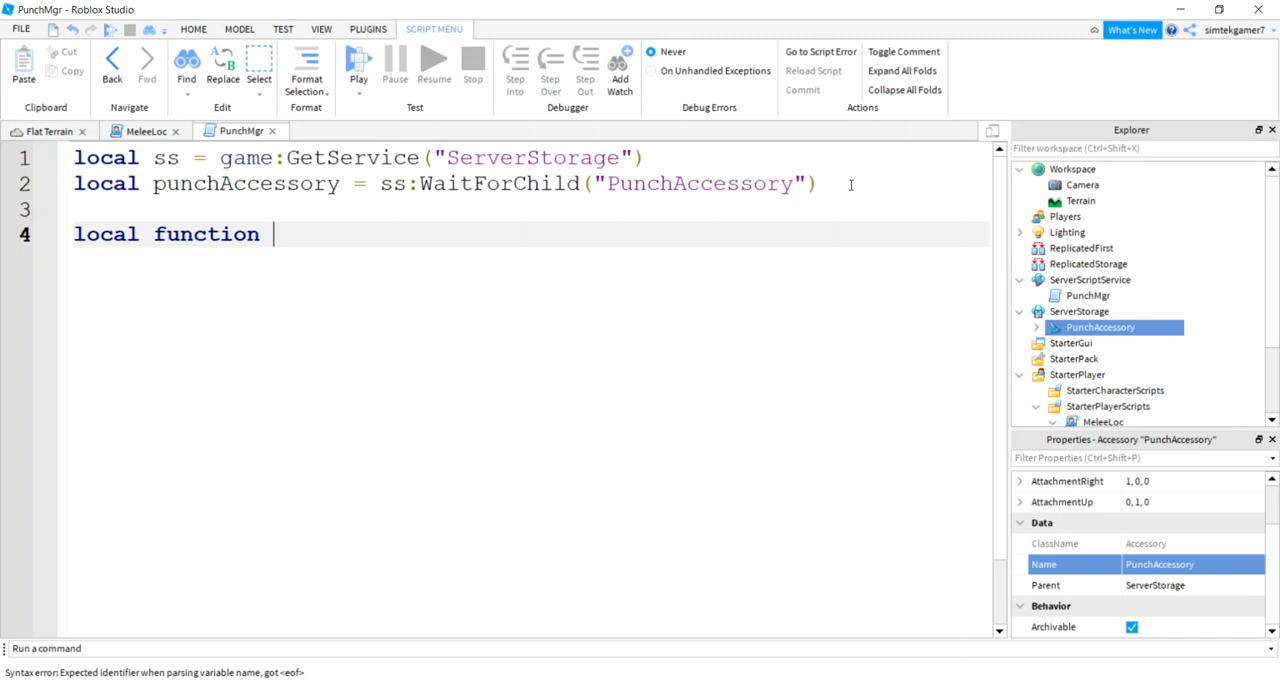 PunchMgr - Roblox Studio
FILE HOME MODEL TEST VIEW PLUGINS SCRIPT MENU What's New simtekgamer7
Paste Cut Copy Back Fwd Find Replace Select Format Selection Play Pause Resume Stop Step Into Step Over Step Out Add Watch Never On Unhandled Exceptions Go to Script Error Reload Script Commit Toggle Comment Expand All Folds Collapse All Folds
Clipboard Navigate Edit Format Test Debugger Debug Errors Actions
Flat Terrain MeleeLoc PunchMgr
1 local ss = game:GetService("ServerStorage")
2 local punchAccessory = ss:WaitForChild("PunchAccessory")
3
4 local function
Explorer
Filter workspace (Ctrl+Shift+X)
Workspace
Camera
Terrain
Players
Lighting
ReplicatedFirst
ReplicatedStorage
ServerScriptService
PunchMgr
ServerStorage
PunchAccessory
StarterGui
StarterPack
StarterPlayer
StarterCharacterScripts
StarterPlayerScripts
MeleeLoc
Properties - Accessory "PunchAccessory"
Filter Properties (Ctrl+Shift+P)
AttachmentRight 1, 0, 0
AttachmentUp 0, 1, 0
Data
ClassName Accessory
Name PunchAccessory
Parent ServerStorage
Behavior
Archivable
Run a command
Syntax error: Expected identifier when parsing variable name, got <eof>